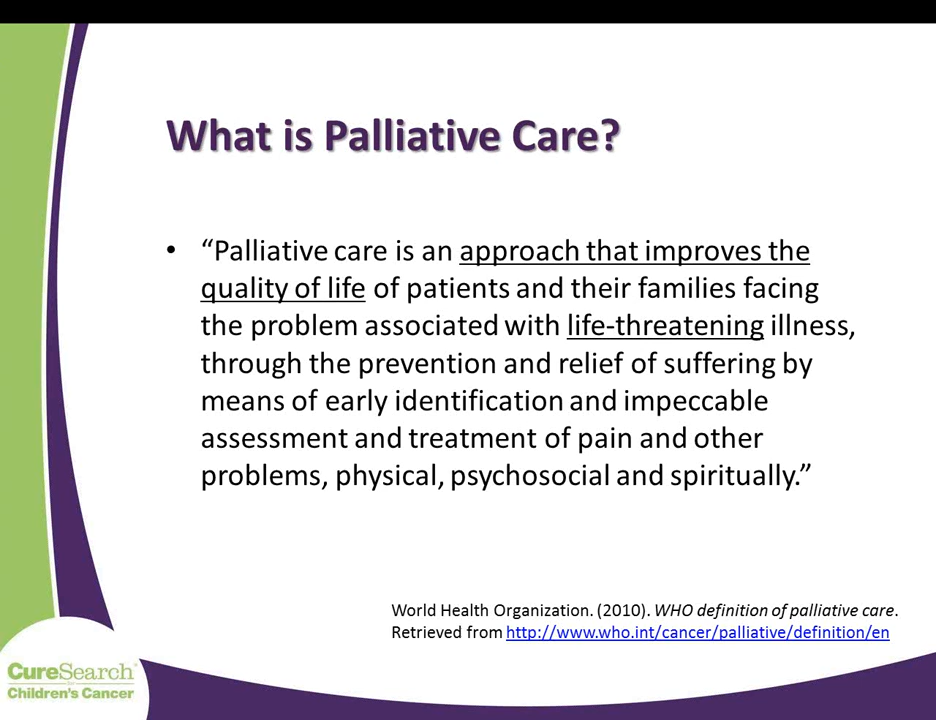 What is Palliative Care?
• “Palliative care is an approach that improves the
quality of life of patients and their families facing
the problem associated with life-threatening illness,
through the prevention and relief of suffering by
means of early identification and impeccable
assessment and treatment of pain and other
problems, physical, psychosocial and spiritually.”
World Health Organization. (2010). WHO definition of palliative care.
Retrieved from http://www.who.int/cancer/palliative/definition/en
CureSearch
Children's Cancer